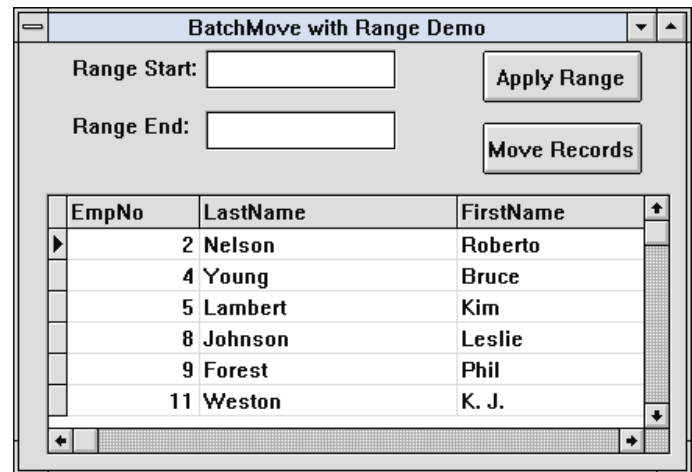 BatchMove with Range Demo
Range Start:
Apply Range
Range End:
Move Records
EmpNo LastName FirstName
2 Nelson Roberto
4 Young Bruce
5 Lambert Kim
8 Johnson Leslie
9 Forest Phil
11 Weston K. J.